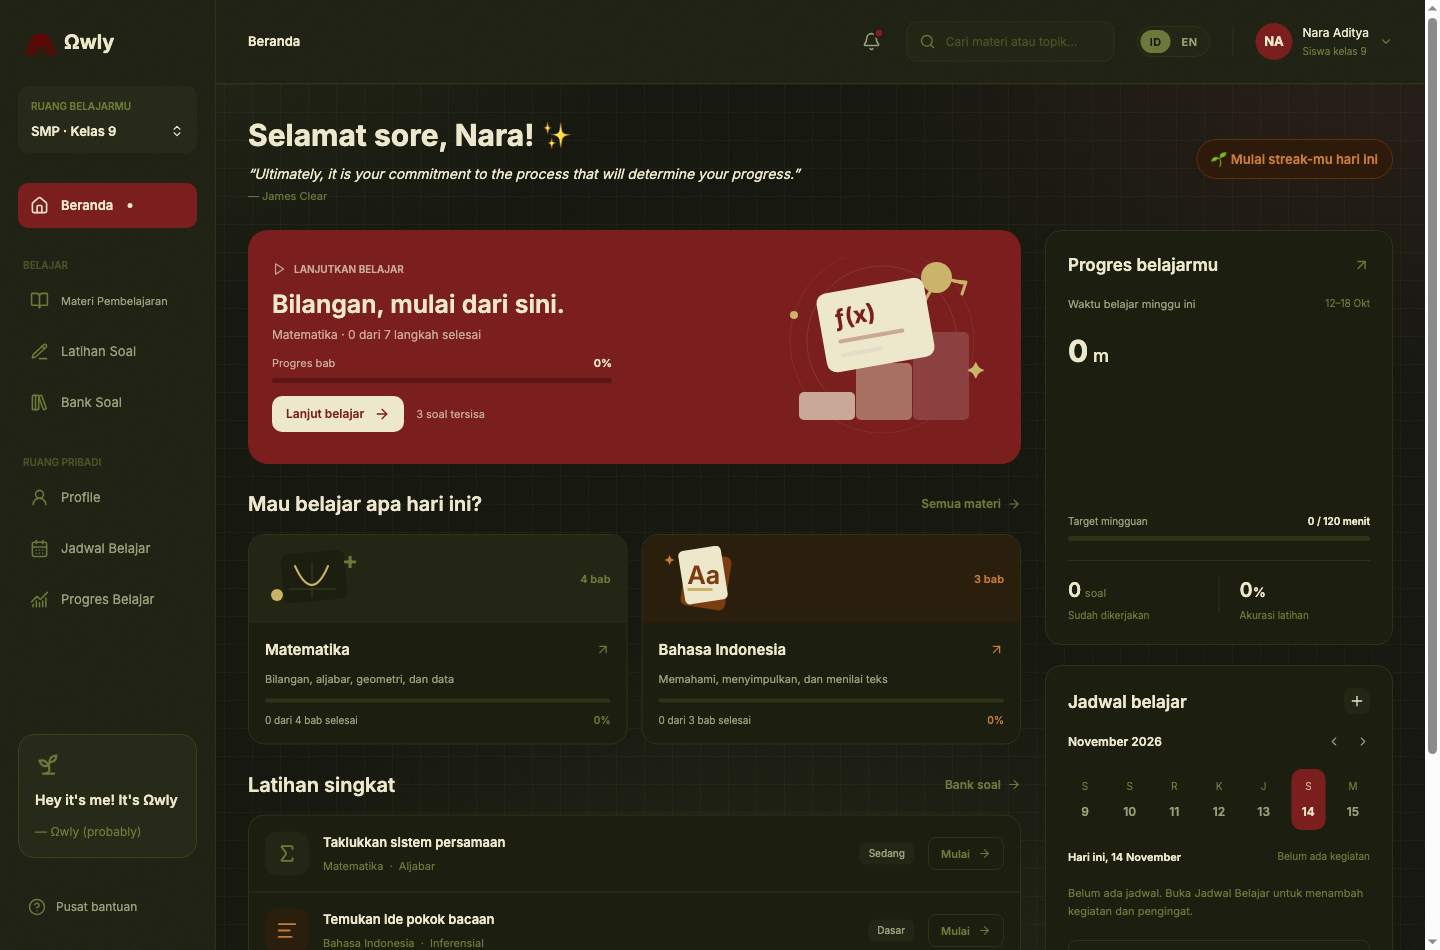 Ωwly
RUANG BELAJARMU
SMP · Kelas 9
Beranda
BELAJAR
Materi Pembelajaran
Latihan Soal
Bank Soal
RUANG PRIBADI
Profile
Jadwal Belajar
Progres Belajar
Hey it's me! It's Ωwly
— Ωwly (probably)
Pusat bantuan
Beranda
Cari materi atau topik...
ID EN
NA
Nara Aditya
Siswa kelas 9
Selamat sore, Nara! ✨
“Ultimately, it is your commitment to the process that will determine your progress.”
— James Clear
🌱 Mulai streak-mu hari ini
LANJUTKAN BELAJAR
Bilangan, mulai dari sini.
Matematika · 0 dari 7 langkah selesai
Progres bab 0%
Lanjut belajar → 3 soal tersisa
f(x)
Mau belajar apa hari ini?
Semua materi →
4 bab
Matematika
Bilangan, aljabar, geometri, dan data
0 dari 4 bab selesai 0%
Aa
3 bab
Bahasa Indonesia
Memahami, menyimpulkan, dan menilai teks
0 dari 3 bab selesai 0%
Latihan singkat
Bank soal →
Σ
Taklukkan sistem persamaan
Matematika · Aljabar
Sedang
Mulai →
Temukan ide pokok bacaan
Bahasa Indonesia · Inferensial
Dasar
Mulai →
Progres belajarmu
Waktu belajar minggu ini 12–18 Okt
0 m
Target mingguan 0 / 120 menit
0 soal
Sudah dikerjakan
0%
Akurasi latihan
Jadwal belajar
November 2026
S S R K J S M
9 10 11 12 13 14 15
Hari ini, 14 November Belum ada kegiatan
Belum ada jadwal. Buka Jadwal Belajar untuk menambah
kegiatan dan pengingat.